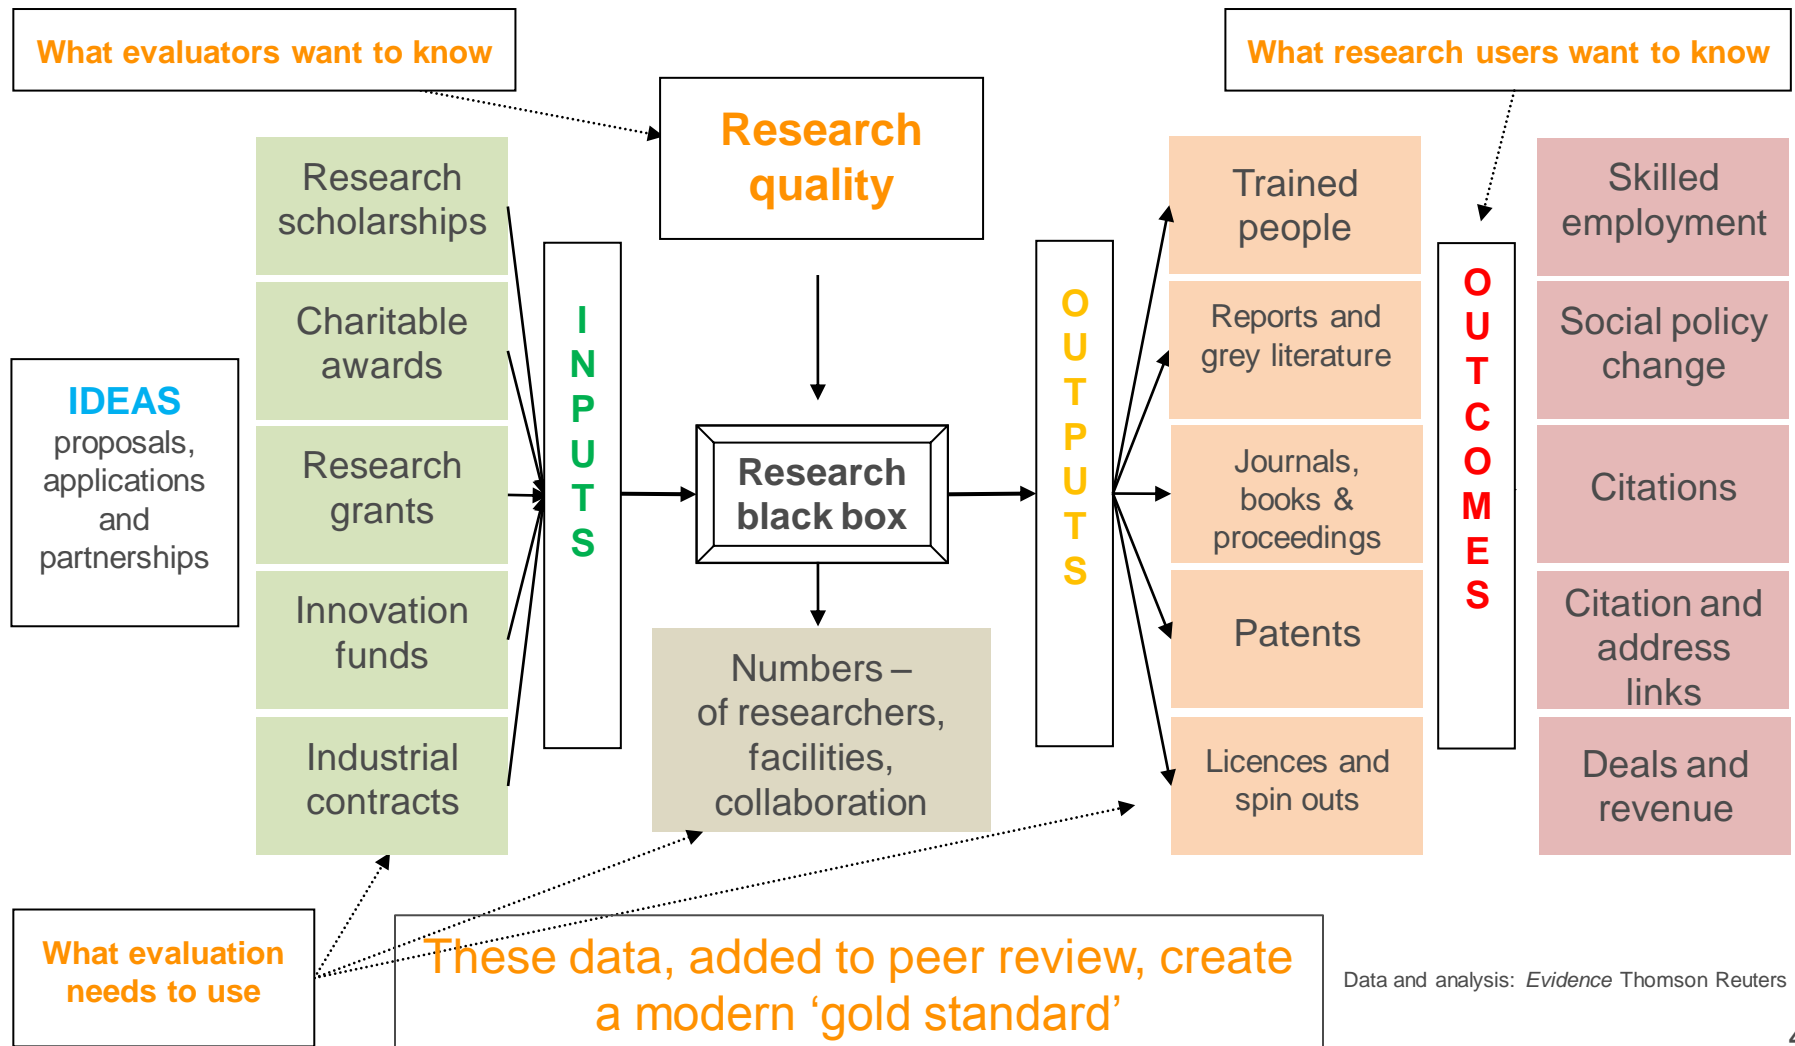 What evaluators want to know
What research users want to know
Research
quality
Research
scholarships
Charitable
awards
Research
grants
Innovation
funds
Industrial
contracts
IDEAS
proposals,
applications
and
partnerships
I
N
P
U
T
S
Research
black box
Numbers –
of researchers,
facilities,
collaboration
O
U
T
P
U
T
S
Trained
people
Reports and
grey literature
Journals,
books &
proceedings
Patents
Licences and
spin outs
O
U
T
C
O
M
E
S
Skilled
employment
Social policy
change
Citations
Citation and
address
links
Deals and
revenue
What evaluation
needs to use
These data, added to peer review, create
a modern ‘gold standard’
Data and analysis: Evidence Thomson Reuters
4